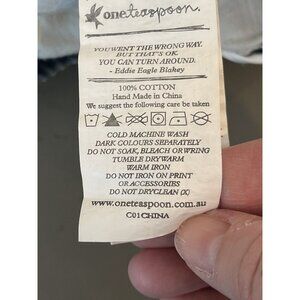 oneteaspoon.
YOU WENT THE WRONG WAY.
BUT THAT'S OK.
YOU CAN TURN AROUND.
- Eddie Eagle Blakey
100% COTTON
Hand Made in China
We suggest the following care be taken
COLD MACHINE WASH
DARK COLOURS SEPARATELY
DO NOT SOAK, BLEACH OR WRING
TUMBLE DRY WARM
WARM IRON
DO NOT IRON ON PRINT
OR ACCESSORIES
DO NOT DRYCLEAN (X)
www.oneteaspoon.com.au
C01CHINA